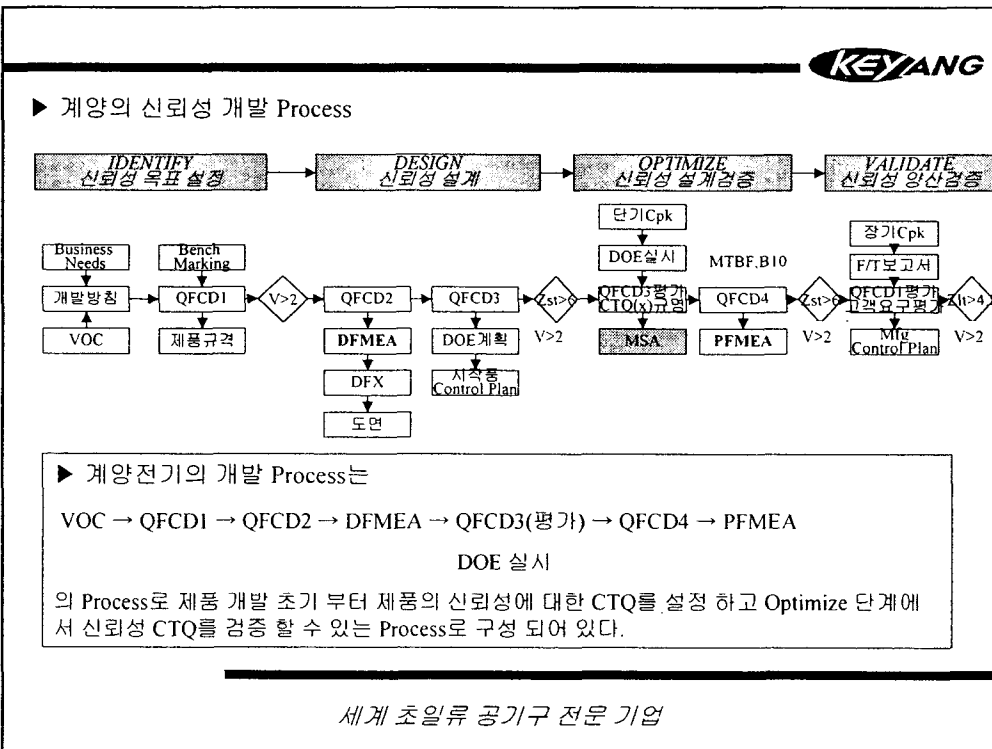 KEYANG
▶ 계양의 신뢰성 개발 Process
IDENTIFY
신뢰성 목표 설정
DESIGN
신뢰성 설계
OPTIMIZE
신뢰성 설계검증
VALIDATE
신뢰성 양산검증
Business
Needs
개발방침
VOC
Bench
Marking
QFCD1
제품규격
V>2
QFCD2
DFMEA
DFX
도면
QFCD3
DOE계획
시작품
Control Plan
Zst>6
V>2
단기Cpk
DOE실시
QFCD3평가
CTQ(x)규명
MSA
MTBF,B10
QFCD4
PFMEA
Zst>6
V>2
장기Cpk
F/T보고서
QFCD1평가
고객요구평가
Mfg
Control Plan
Zlt>4.
V>2
▶ 계양전기의 개발 Process는
VOC → QFCD1 → QFCD2 → DFMEA → QFCD3(평가) → QFCD4 → PFMEA
DOE 실시
의 Process로 제품 개발 초기 부터 제품의 신뢰성에 대한 CTQ를 설정 하고 Optimize 단계에
서 신뢰성 CTQ를 검증 할 수 있는 Process로 구성 되어 있다.
세계 초일류 공기구 전문 기업